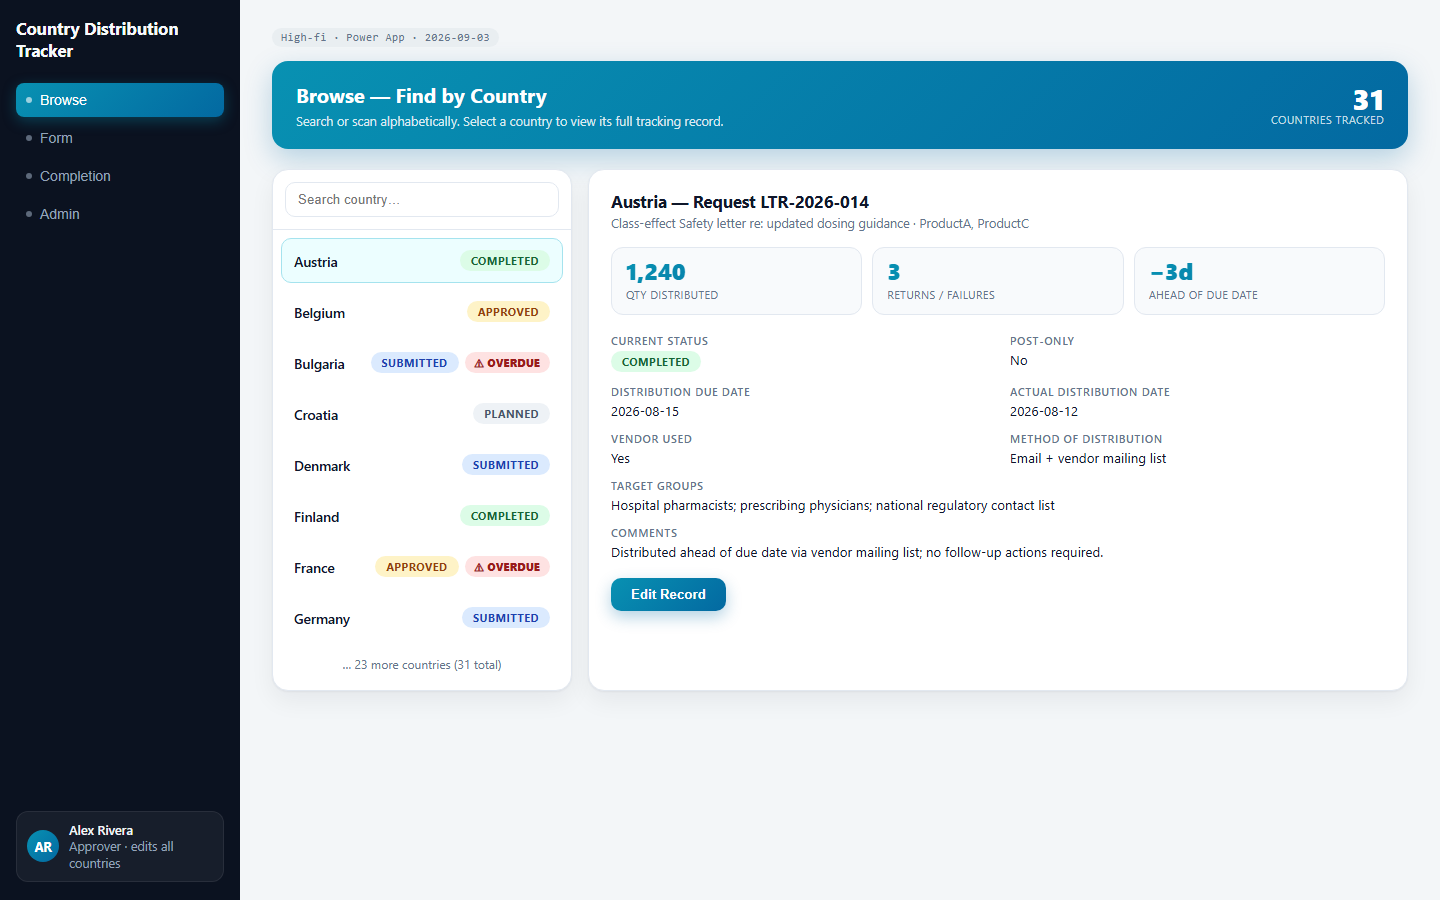 Country Distribution
Tracker
Browse
Form
Completion
Admin
AR
Alex Rivera
Approver · edits all
countries
High-fi · Power App · 2026-09-03
Browse — Find by Country
Search or scan alphabetically. Select a country to view its full tracking record.
31
COUNTRIES TRACKED
Search country...
Austria COMPLETED
Belgium APPROVED
Bulgaria SUBMITTED ⚠ OVERDUE
Croatia PLANNED
Denmark SUBMITTED
Finland COMPLETED
France APPROVED ⚠ OVERDUE
Germany SUBMITTED
... 23 more countries (31 total)
Austria — Request LTR-2026-014
Class-effect Safety letter re: updated dosing guidance · ProductA, ProductC
1,240
QTY DISTRIBUTED
3
RETURNS / FAILURES
−3d
AHEAD OF DUE DATE
CURRENT STATUS
COMPLETED
POST-ONLY
No
DISTRIBUTION DUE DATE
2026-08-15
ACTUAL DISTRIBUTION DATE
2026-08-12
VENDOR USED
Yes
METHOD OF DISTRIBUTION
Email + vendor mailing list
TARGET GROUPS
Hospital pharmacists; prescribing physicians; national regulatory contact list
COMMENTS
Distributed ahead of due date via vendor mailing list; no follow-up actions required.
Edit Record